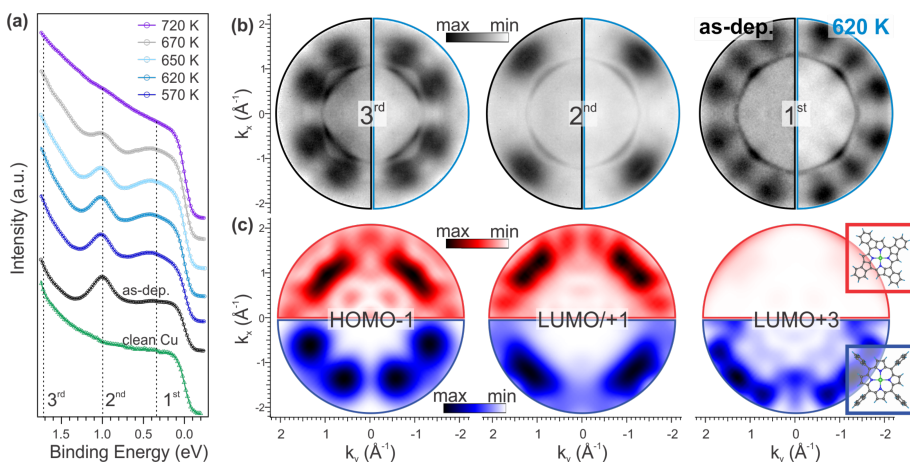 (a)
720 K
670 K
650 K
620 K
570 K
as-dep.
clean Cu
3rd
2nd
1st
Intensity (a.u.)
1.5
1.0
0.5
0.0
Binding Energy (eV)
(b)
max min
as-dep. 620 K
3rd
2nd
1st
kx (Å-1)
2
1
0
-1
-2
(c)
max min
HOMO-1
LUMO/+1
LUMO+3
max min
kx (Å-1)
2
1
0
-1
-2
2 1 0 -1 -2
2 1 0 -1 -2
2 1 0 -1 -2
ky (Å-1)
ky (Å-1)
ky (Å-1)